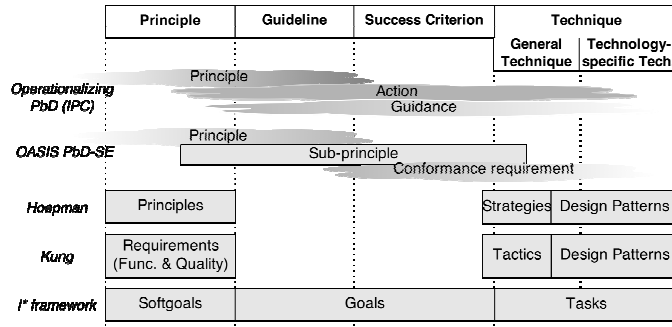 Principle Guideline Success Criterion Technique
General Technology-
Technique specific Tech
Principle
Operationalizing Action
PbD (IPC) Guidance
Principle
OASIS PbD-SE Sub-principle
Conformance requirement
Hoepman Principles Strategies Design Patterns
Requirements
Kung (Func. & Quality) Tactics Design Patterns
I* framework Softgoals Goals Tasks